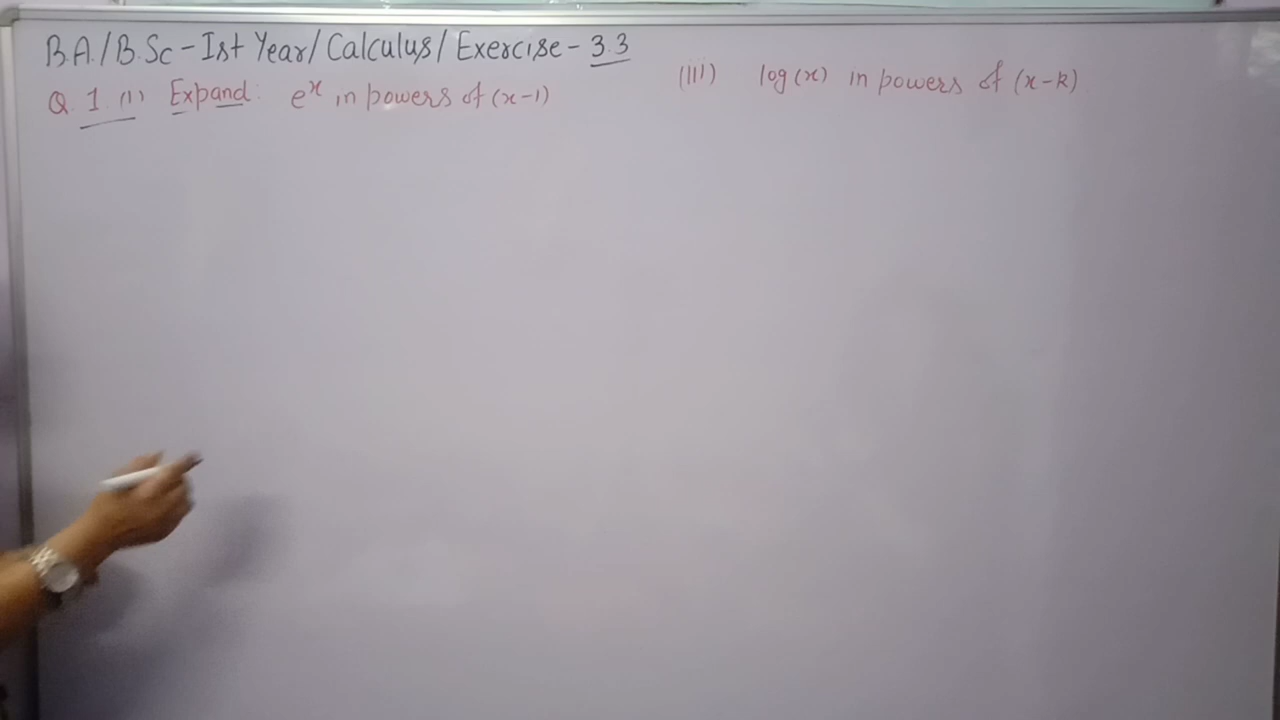 B.A./B.Sc - Ist Year/Calculus/Exercise - 3.3
Q. 1. (i) Expand: e^x in powers of (x-1)
(iii) log(x) in powers of (x-k)